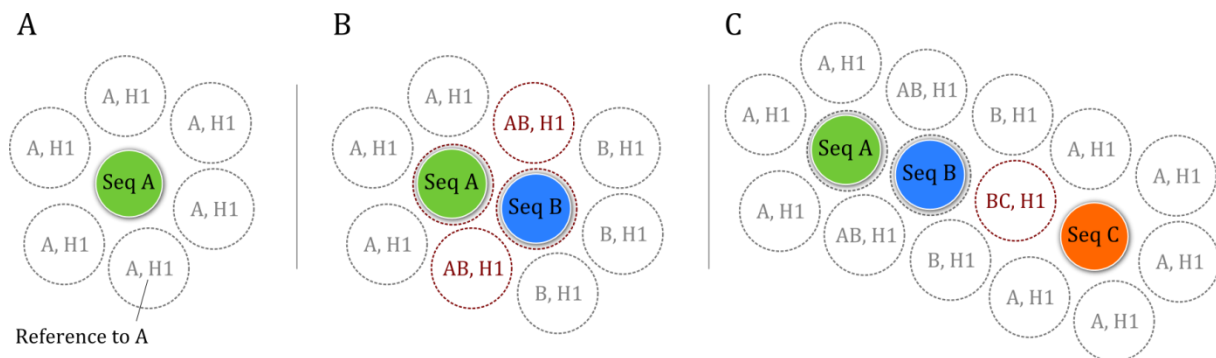 A
A, H1
A, H1
A, H1
Seq A
A, H1
A, H1
A, H1
Reference to A
B
A, H1
AB, H1
A, H1
B, H1
Seq A
Seq B
B, H1
A, H1
AB, H1
B, H1
C
A, H1
AB, H1
A, H1
B, H1
Seq A
A, H1
Seq B
A, H1
BC, H1
A, H1
AB, H1
Seq C
B, H1
A, H1
A, H1
A, H1